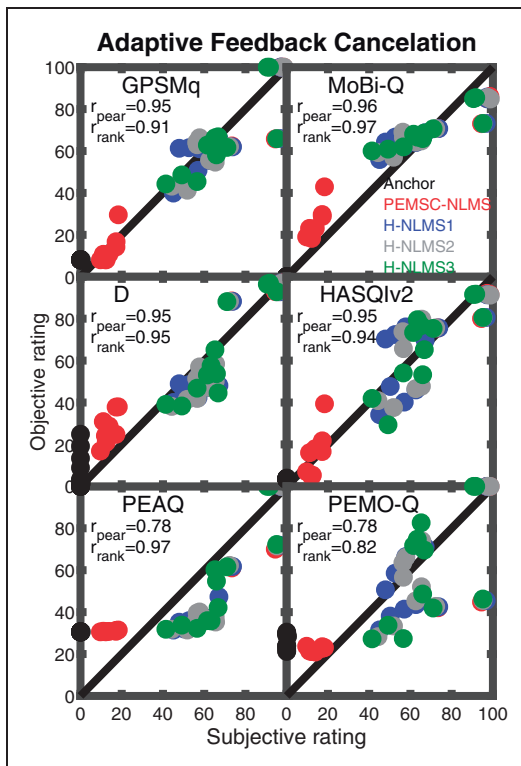 Adaptive Feedback Cancelation
GPSMq
r_pear=0.95
r_rank=0.91
MoBi-Q
r_pear=0.96
r_rank=0.97
Anchor
PEMSC-NLMS
H-NLMS1
H-NLMS2
H-NLMS3
100
80
60
40
20
0
D
r_pear=0.95
r_rank=0.95
HASQIv2
r_pear=0.95
r_rank=0.94
80
60
40
20
0
Objective rating
PEAQ
r_pear=0.78
r_rank=0.97
PEMO-Q
r_pear=0.78
r_rank=0.82
80
60
40
20
0
0 20 40 60 80 0 20 40 60 80 100
Subjective rating